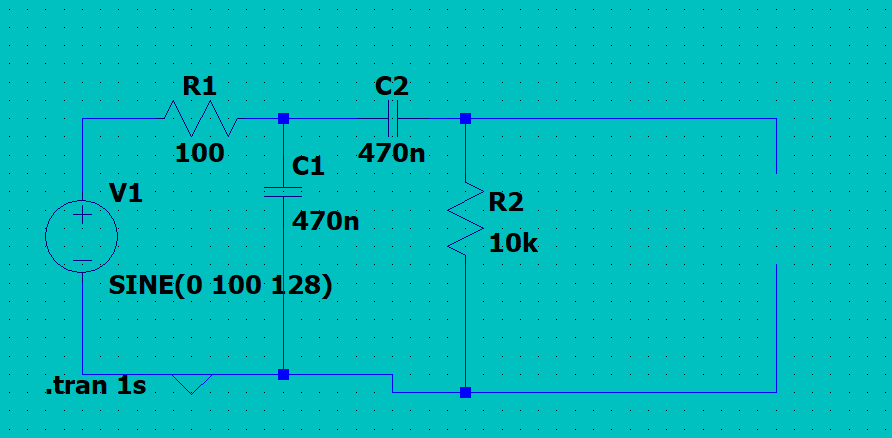 R1
C2
100
470n
C1
V1
R2
470n
10k
SINE(0 100 128)
.tran 1s